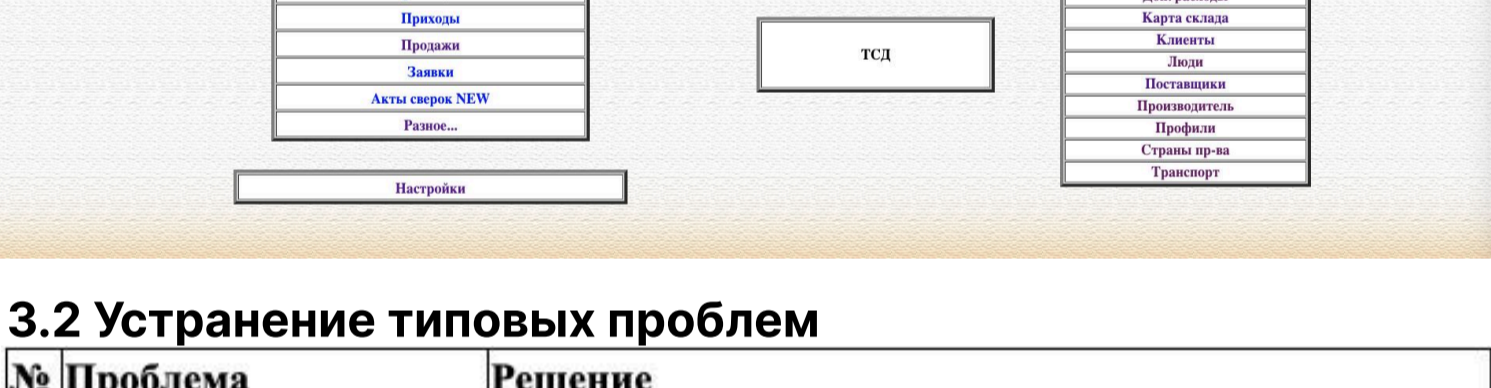 Приходы
Продажи
Заявки
Акты сверок NEW
Разное...
Настройки
ТСД
Карта склада
Клиенты
Люди
Поставщики
Производитель
Профили
Страны пр-ва
Транспорт
3.2 Устранение типовых проблем
№ Проблема Решение